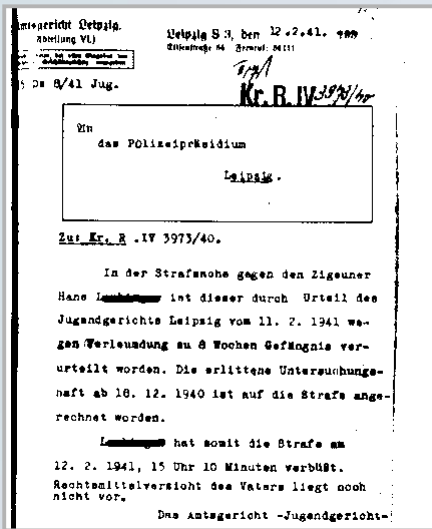 Amtsgericht Leipzig.
Abteilung VI.)
Leipzig S 3, den 12.2.41.
Elisenstraße 64 Fernruf:
Kr. R. IV 3973/40
Ds 8/41 Jug.
An
das Polizeipräsidium
Leipzig.
Zu: Kr. R .IV 3973/40.
In der Strafsache gegen den Zigeuner
Hans ist dieser durch Urteil des
Jugendgerichts Leipzig vom 11. 2. 1941 we-
gen Verleumdung zu 8 Wochen Gefängnis ver-
urteilt worden. Die erlittene Untersuchungs-
haft ab 18. 12. 1940 ist auf die Strafe ange-
rechnet worden.
hat somit die Strafe am
12. 2. 1941, 15 Uhr 10 Minuten verbüßt.
Rechtsmittelverzicht des Vaters liegt noch
nicht vor.
Das Amtsgericht -Jugendgericht-